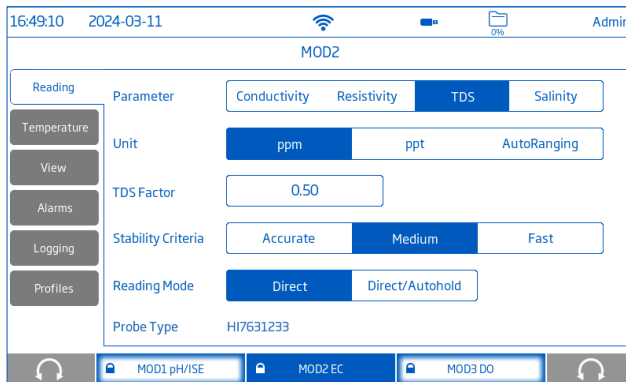 16:49:10 2024-03-11 0% Admin
MOD2
Reading
Temperature
View
Alarms
Logging
Profiles
Parameter Conductivity Resistivity TDS Salinity
Unit ppm ppt AutoRanging
TDS Factor 0.50
Stability Criteria Accurate Medium Fast
Reading Mode Direct Direct/Autohold
Probe Type HI7631233
MOD1 pH/ISE MOD2 EC MOD3 DO